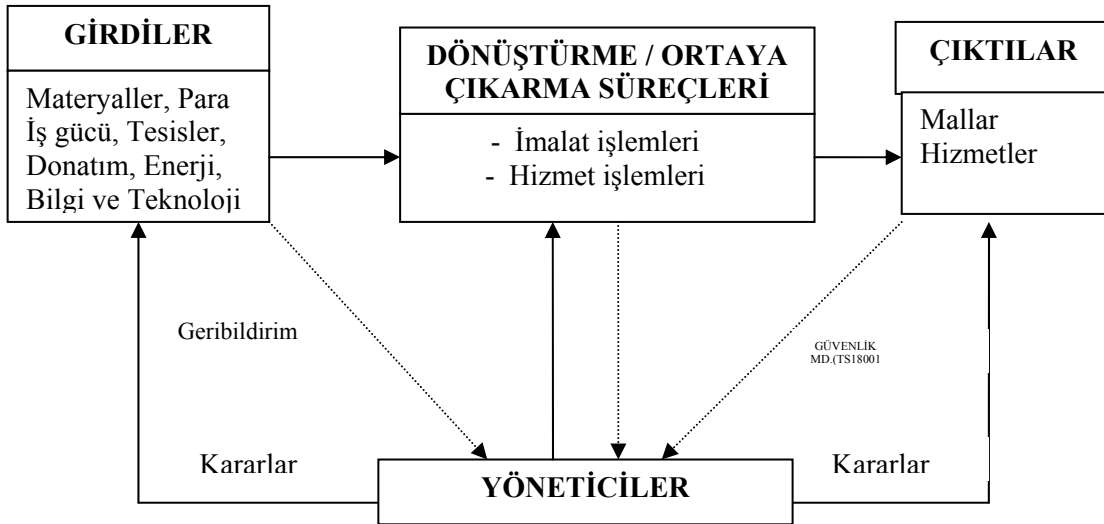 GİRDİLER
Materyaller, Para
İş gücü, Tesisler,
Donatım, Enerji,
Bilgi ve Teknoloji
DÖNÜŞTÜRME / ORTAYA
ÇIKARMA SÜREÇLERİ
- İmalat işlemleri
- Hizmet işlemleri
ÇIKTILAR
Mallar
Hizmetler
Geribildirim
GÜVENLİK
MD.(TS18001
Kararlar
Kararlar
YÖNETİCİLER